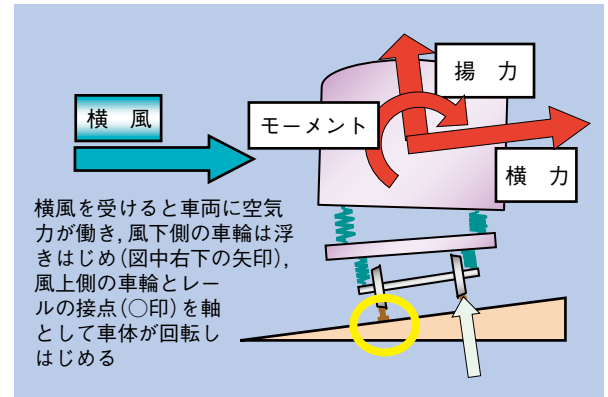 揚 力
横 風
モーメント
横 力
横風を受けると車両に空気
力が働き,風下側の車輪は浮
きはじめ(図中右下の矢印),
風上側の車輪とレー
ルの接点(○印)を軸
として車体が回転し
はじめる